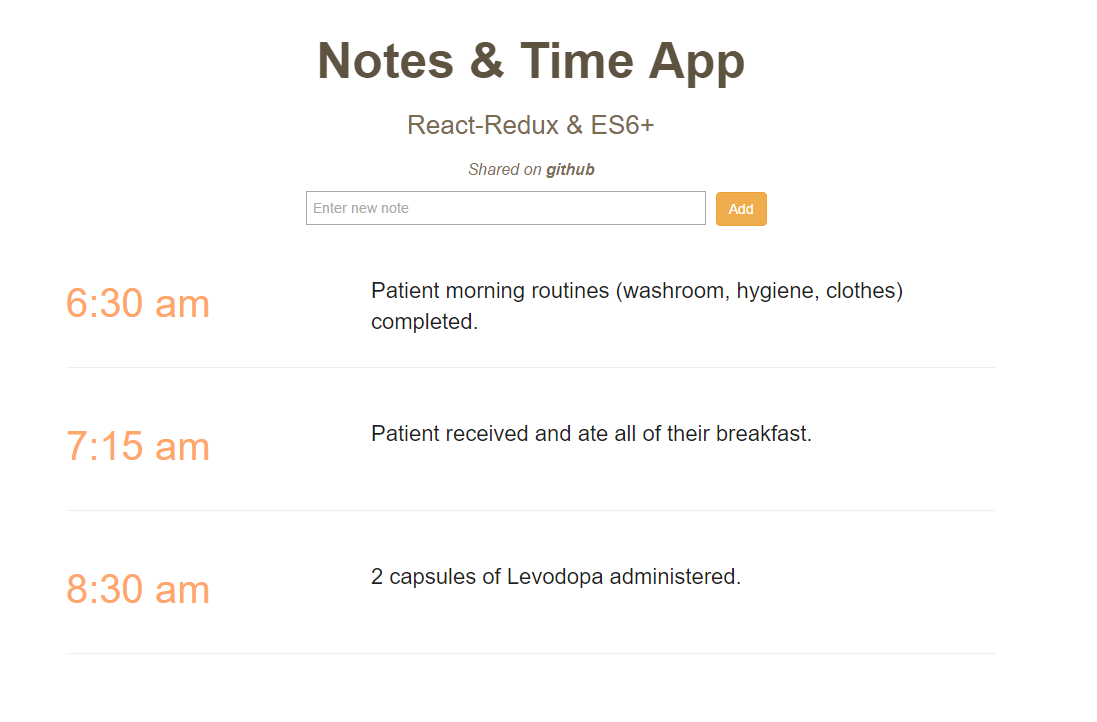 Notes & Time App
React-Redux & ES6+
Shared on github
Enter new note
Add
6:30 am
Patient morning routines (washroom, hygiene, clothes)
completed.
7:15 am
Patient received and ate all of their breakfast.
8:30 am
2 capsules of Levodopa administered.